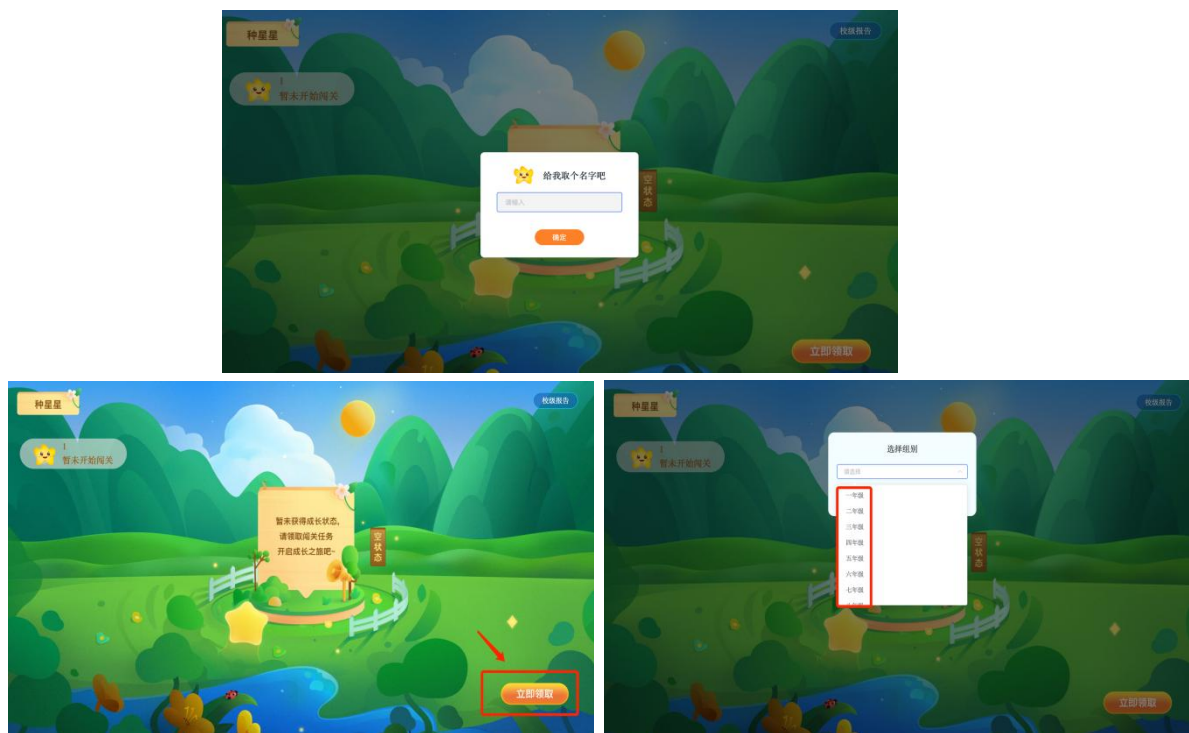 种星星
校级报告
1
暂未开始闯关
给我取个名字吧
请输入
确定
空状态
立即领取
种星星
校级报告
1
暂未开始闯关
暂未获得成长状态,
请领取闯关任务
开启成长之旅吧~
空状态
立即领取
种星星
校级报告
1
暂未开始闯关
选择组别
请选择
一年级
二年级
三年级
四年级
五年级
六年级
七年级
空状态
立即领取